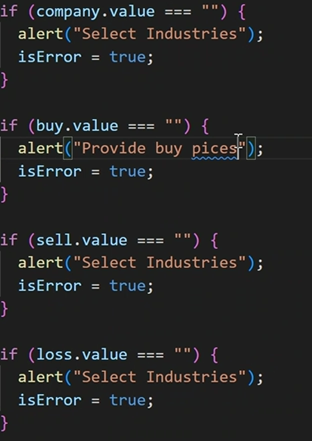 if (company.value === "") {
alert("Select Industries");
isError = true;
}
if (buy.value === "") {
alert("Provide buy pices");
isError = true;
}
if (sell.value === "") {
alert("Select Industries");
isError = true;
}
if (loss.value === "") {
alert("Select Industries");
isError = true;
}